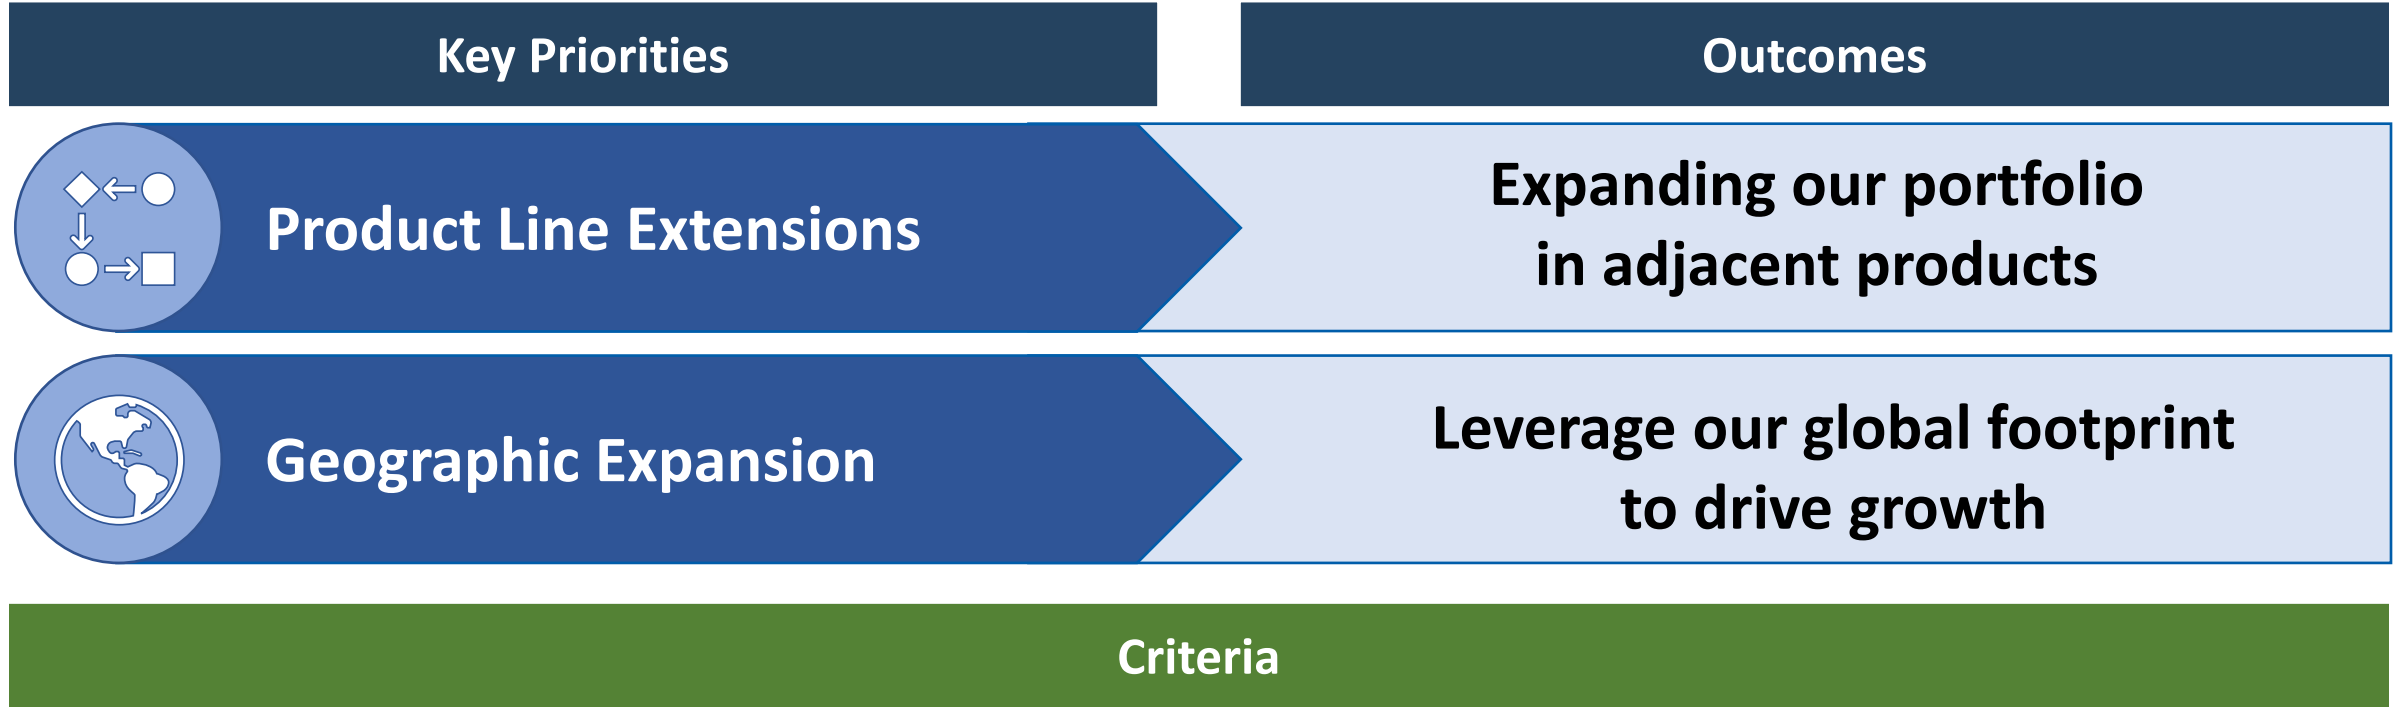 Key Priorities
Outcomes
Product Line Extensions
Expanding our portfolio
in adjacent products
Geographic Expansion
Leverage our global footprint
to drive growth
Criteria